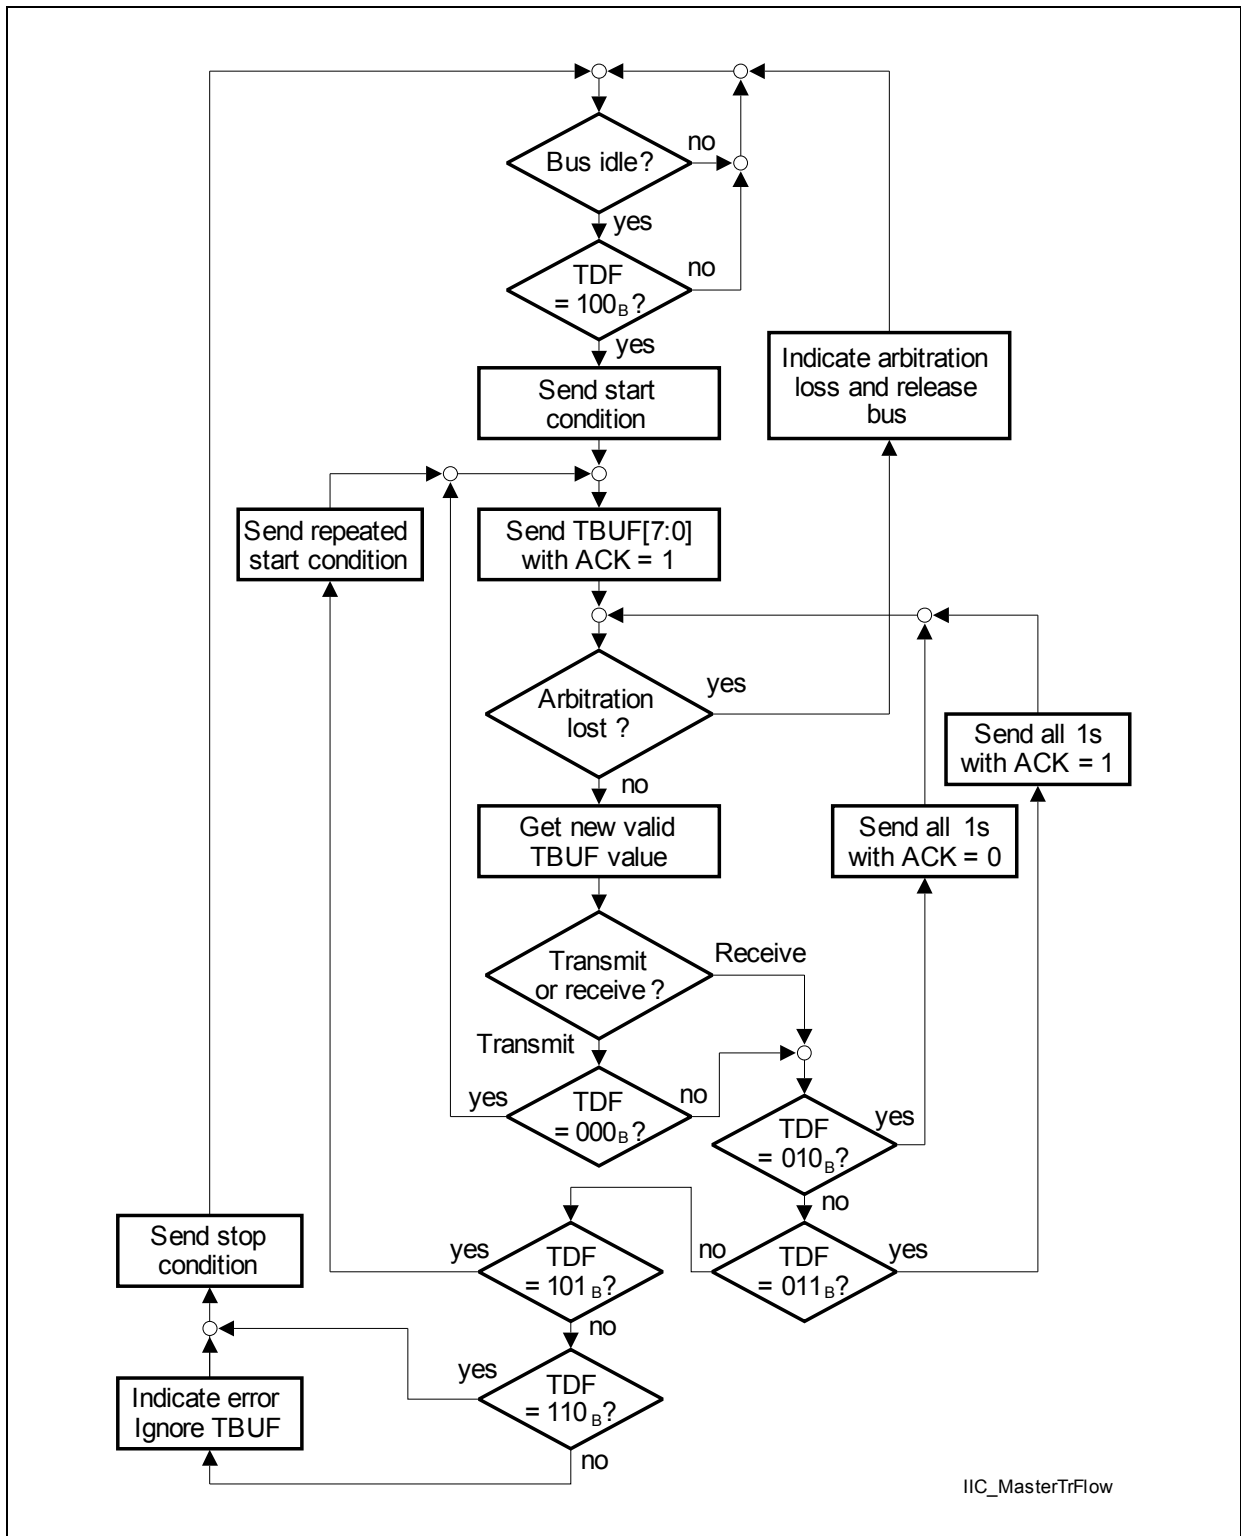 Bus idle?
no
yes
TDF
= 100B?
no
yes
Send start
condition
Indicate arbitration
loss and release
bus
Send repeated
start condition
Send TBUF[7:0]
with ACK = 1
Arbitration
lost ?
yes
no
Send all 1s
with ACK = 1
Get new valid
TBUF value
Send all 1s
with ACK = 0
Transmit
or receive ?
Receive
Transmit
yes
TDF
= 000B?
no
TDF
= 010B?
yes
no
Send stop
condition
yes
TDF
= 101B?
no
no
TDF
= 011B?
yes
Indicate error
Ignore TBUF
yes
TDF
= 110B?
no
IIC_MasterTrFlow